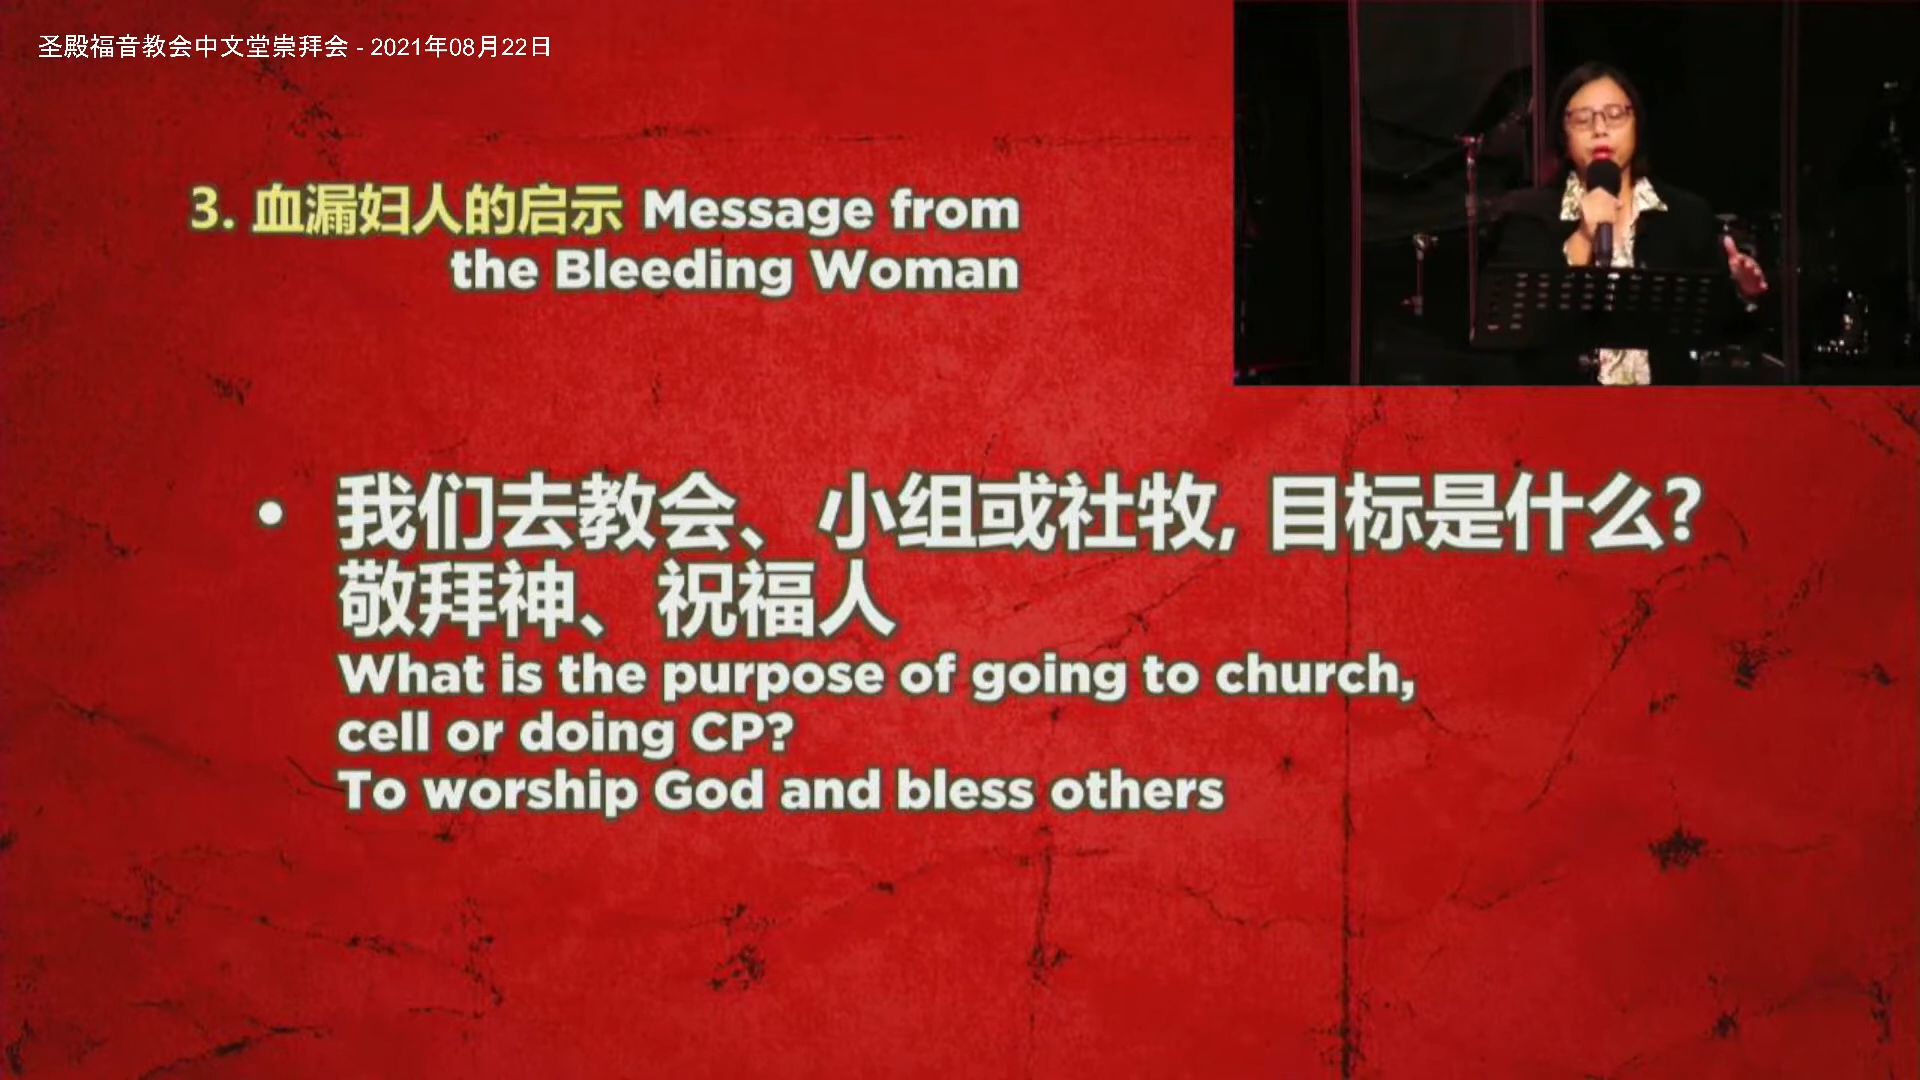 圣殿福音教会中文堂崇拜会 - 2021年08月22日
3. 血漏妇人的启示 Message from
the Bleeding Woman
• 我们去教会、小组或社牧, 目标是什么?
敬拜神、祝福人
What is the purpose of going to church,
cell or doing CP?
To worship God and bless others